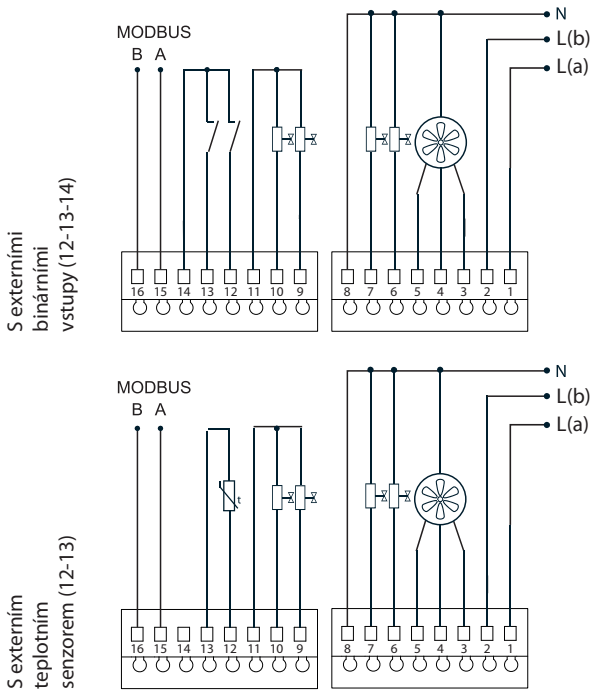 MODBUS
B A
N
L(b)
L(a)
S externími
binárními
vstupy (12-13-14)
16 15 14 13 12 11 10 9
8 7 6 5 4 3 2 1
MODBUS
B A
N
L(b)
L(a)
t
S externím
teplotním
senzorem (12-13)
16 15 14 13 12 11 10 9
8 7 6 5 4 3 2 1